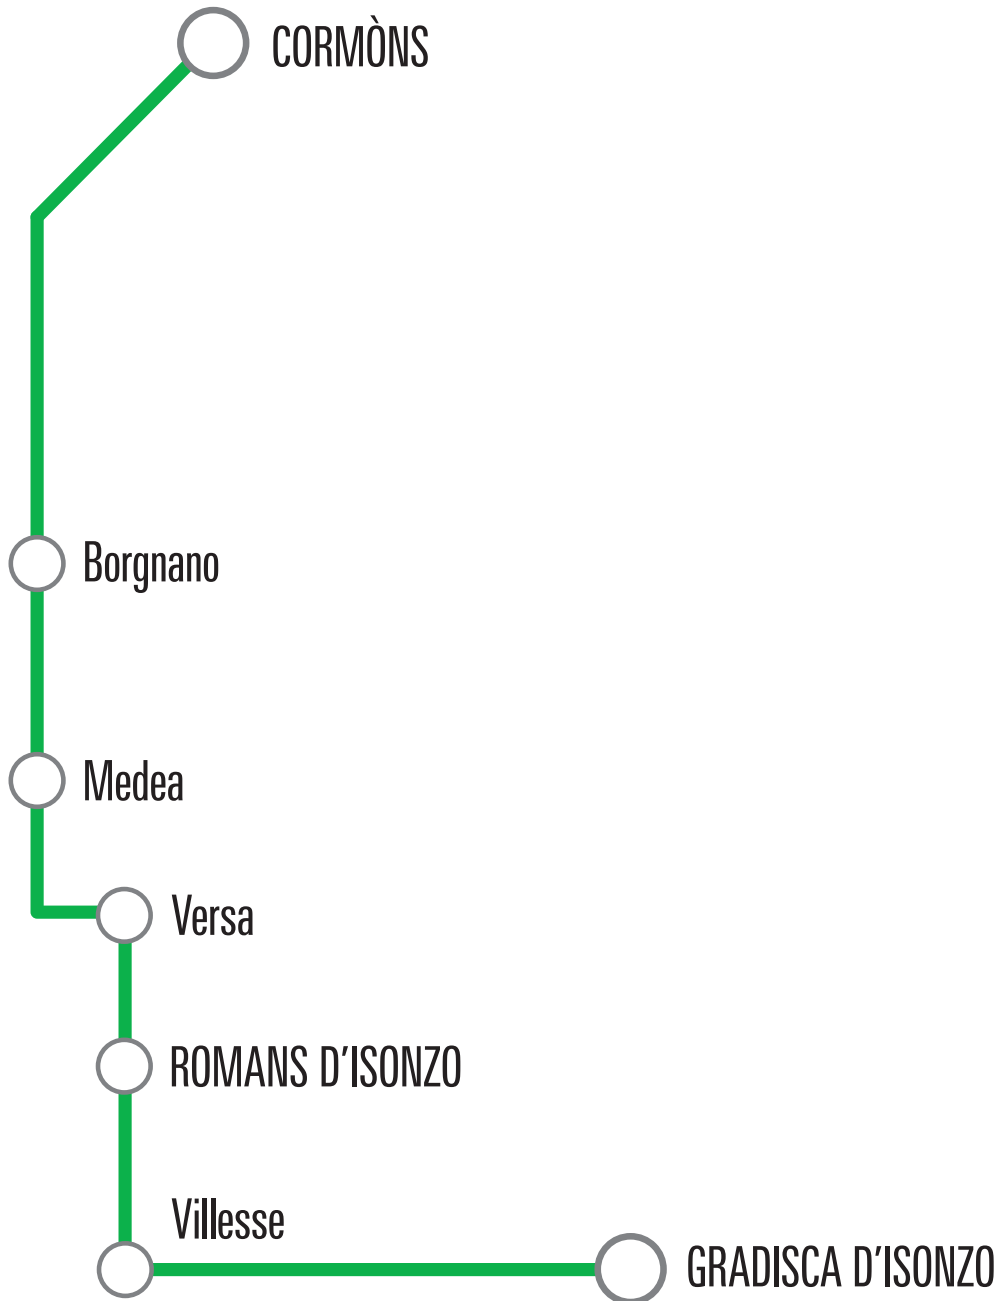 CORMÒNS
Borgnano
Medea
Versa
ROMANS D'ISONZO
Villesse
GRADISCA D'ISONZO